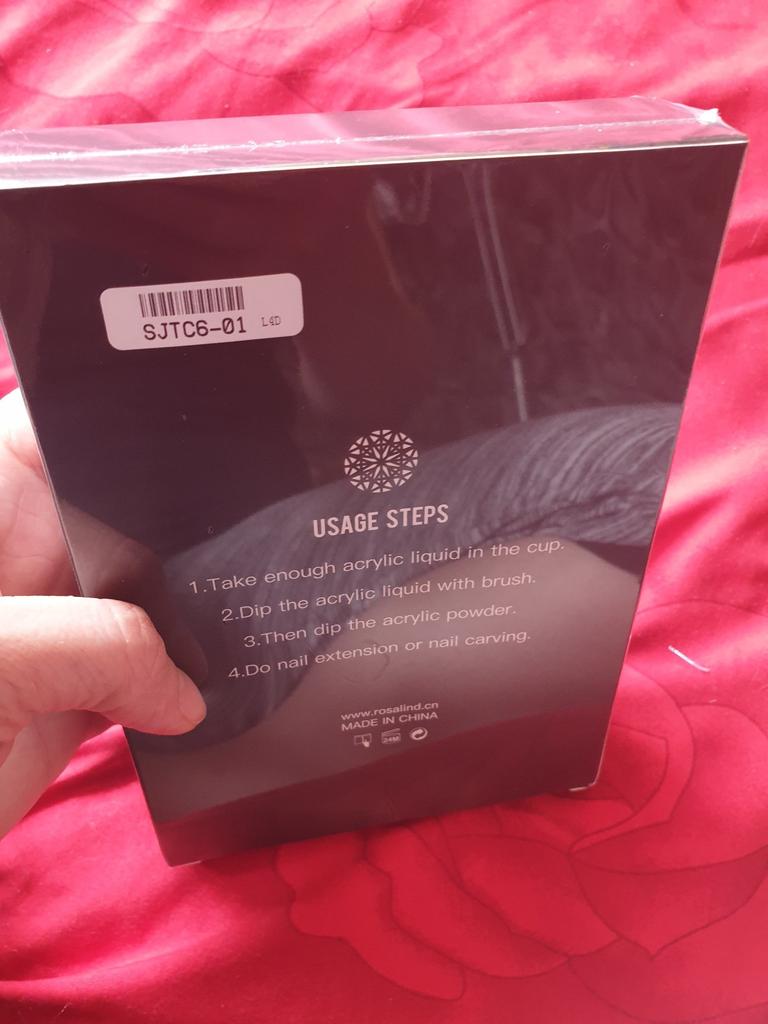 SJTC6-01 L4D
USAGE STEPS
1.Take enough acrylic liquid in the cup.
2.Dip the acrylic liquid with brush.
3.Then dip the acrylic powder.
4.Do nail extension or nail carving.
www.rosalind.cn
MADE IN CHINA
24M